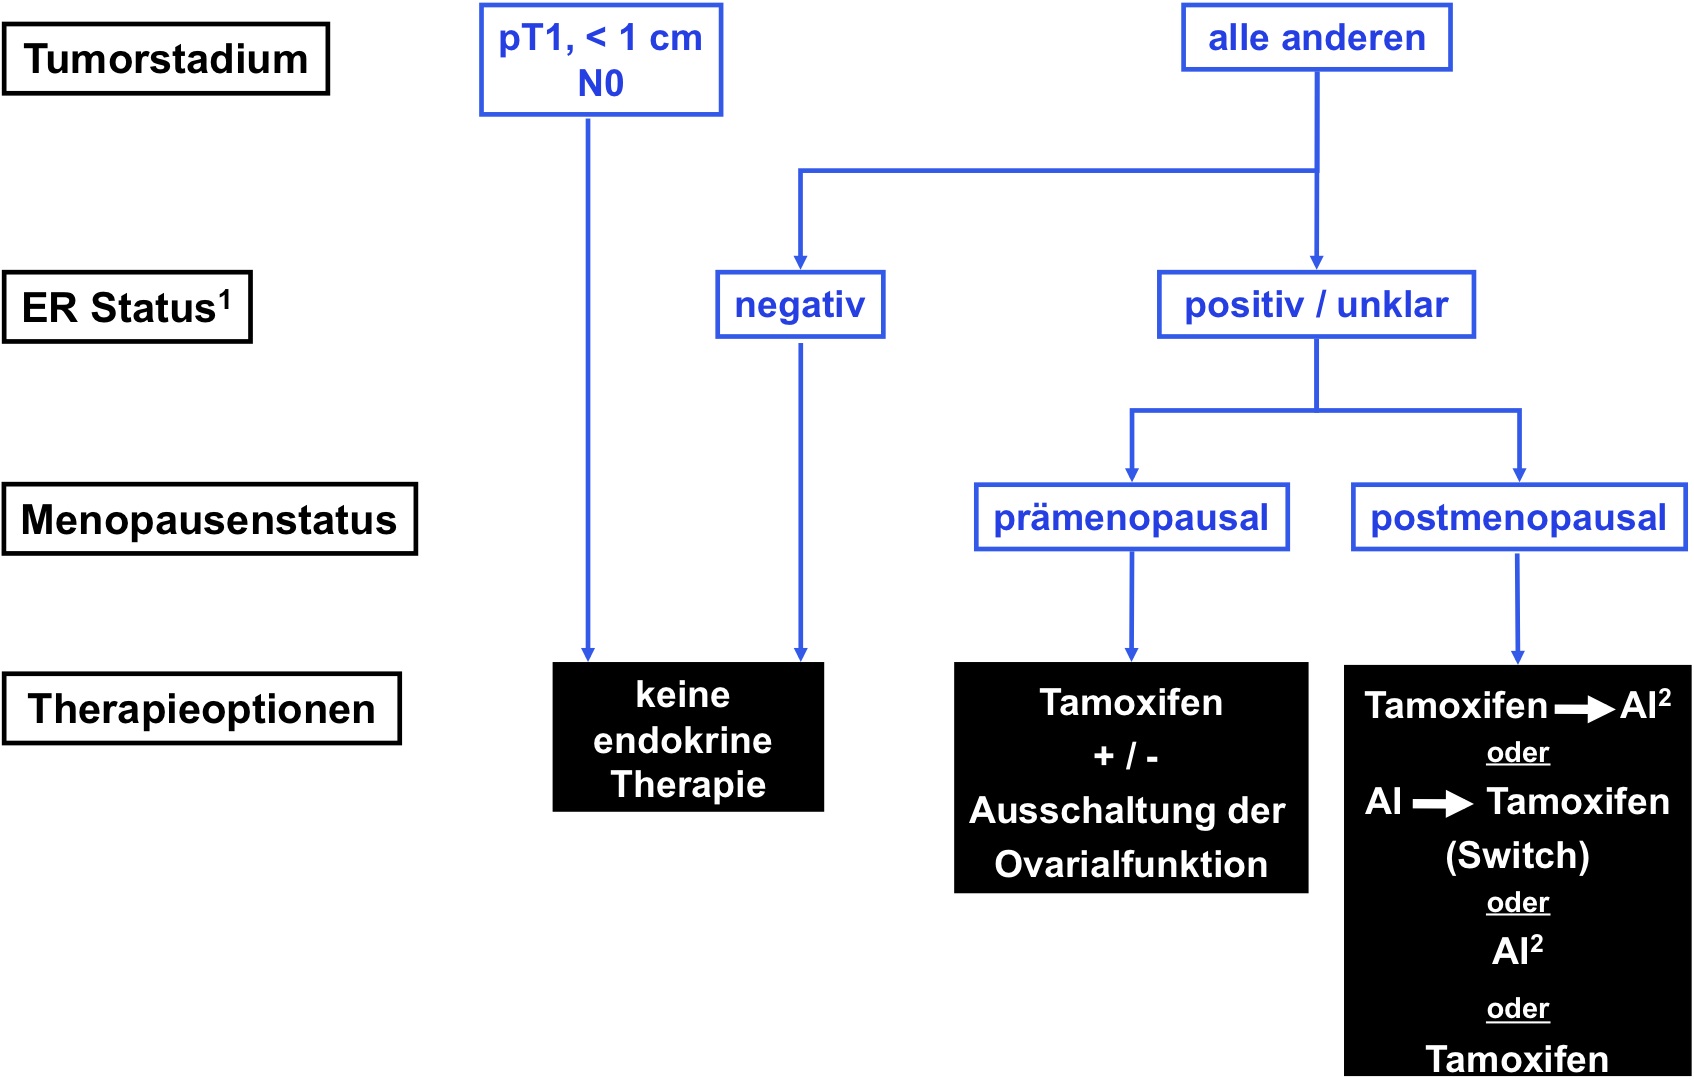 Tumorstadium
pT1, < 1 cm
N0
alle anderen
ER Status¹
negativ
positiv / unklar
Menopausenstatus
prämenopausal
postmenopausal
Therapieoptionen
keine
endokrine
Therapie
Tamoxifen
+ / -
Ausschaltung der
Ovarialfunktion
Tamoxifen → AI²
oder
AI → Tamoxifen
(Switch)
oder
AI²
oder
Tamoxifen